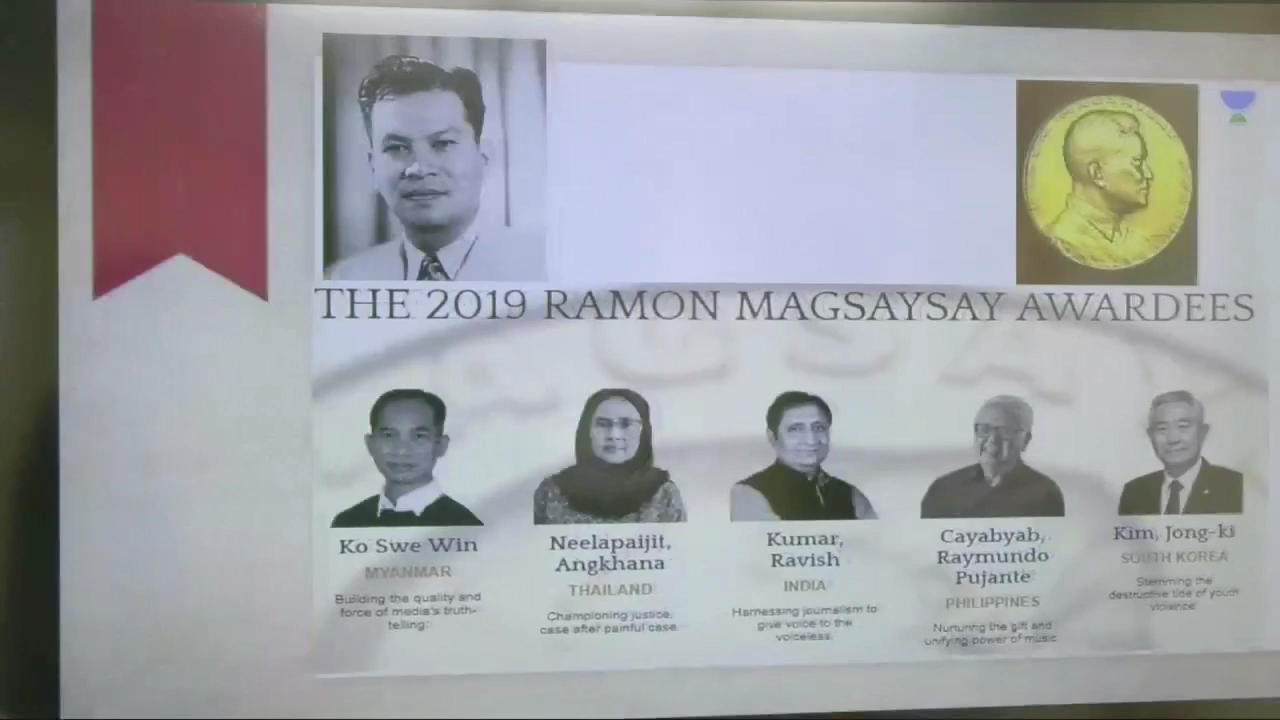 THE 2019 RAMON MAGSAYSAY AWARDEES
Ko Swe Win
MYANMAR
Building the quality and
force of media's truth-
telling.
Neelapaijit,
Angkhana
THAILAND
Championing justice,
case after painful case.
Kumar,
Ravish
INDIA
Harnessing journalism to
give voice to the
voiceless.
Cayabyab,
Raymundo
Pujante
PHILIPPINES
Nurturing the gift and
unifying power of music
Kim, Jong-ki
SOUTH KOREA
Stemming the
destructive tide of youth
violence